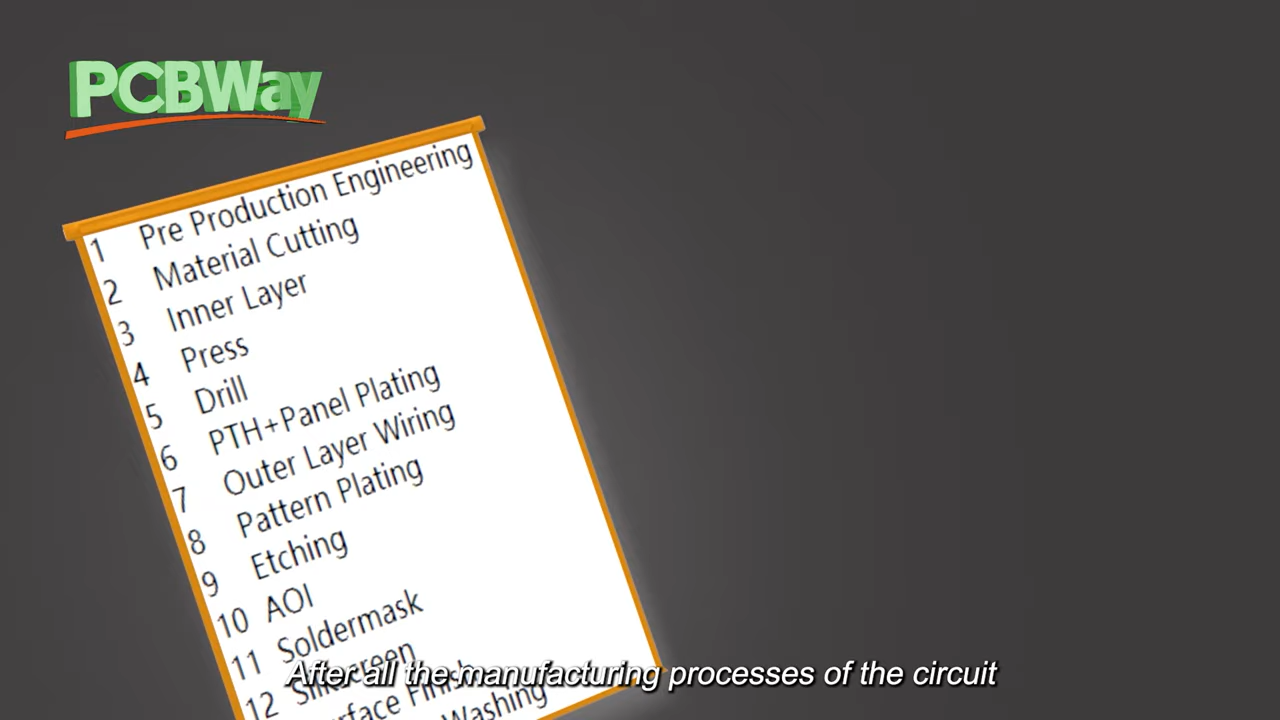 PCBWay
1 Pre Production Engineering
2 Material Cutting
3 Inner Layer
4 Press
5 Drill
6 PTH+Panel Plating
7 Outer Layer Wiring
8 Pattern Plating
9 Etching
10 AOI
11 Soldermask
12 Silkscreen
Finish
Washing
After all the manufacturing processes of the circuit